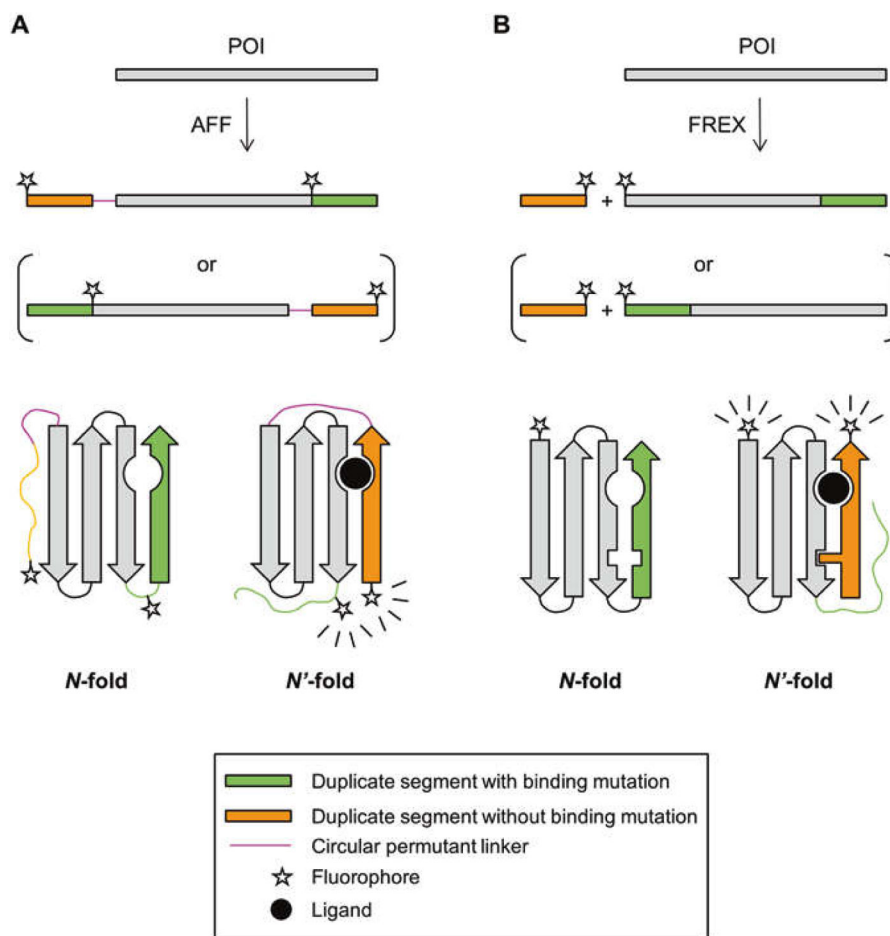 A
POI
AFF
or
N-fold
N'-fold
B
POI
FREX
+
or
+
N-fold
N'-fold
Duplicate segment with binding mutation
Duplicate segment without binding mutation
Circular permutant linker
Fluorophore
Ligand